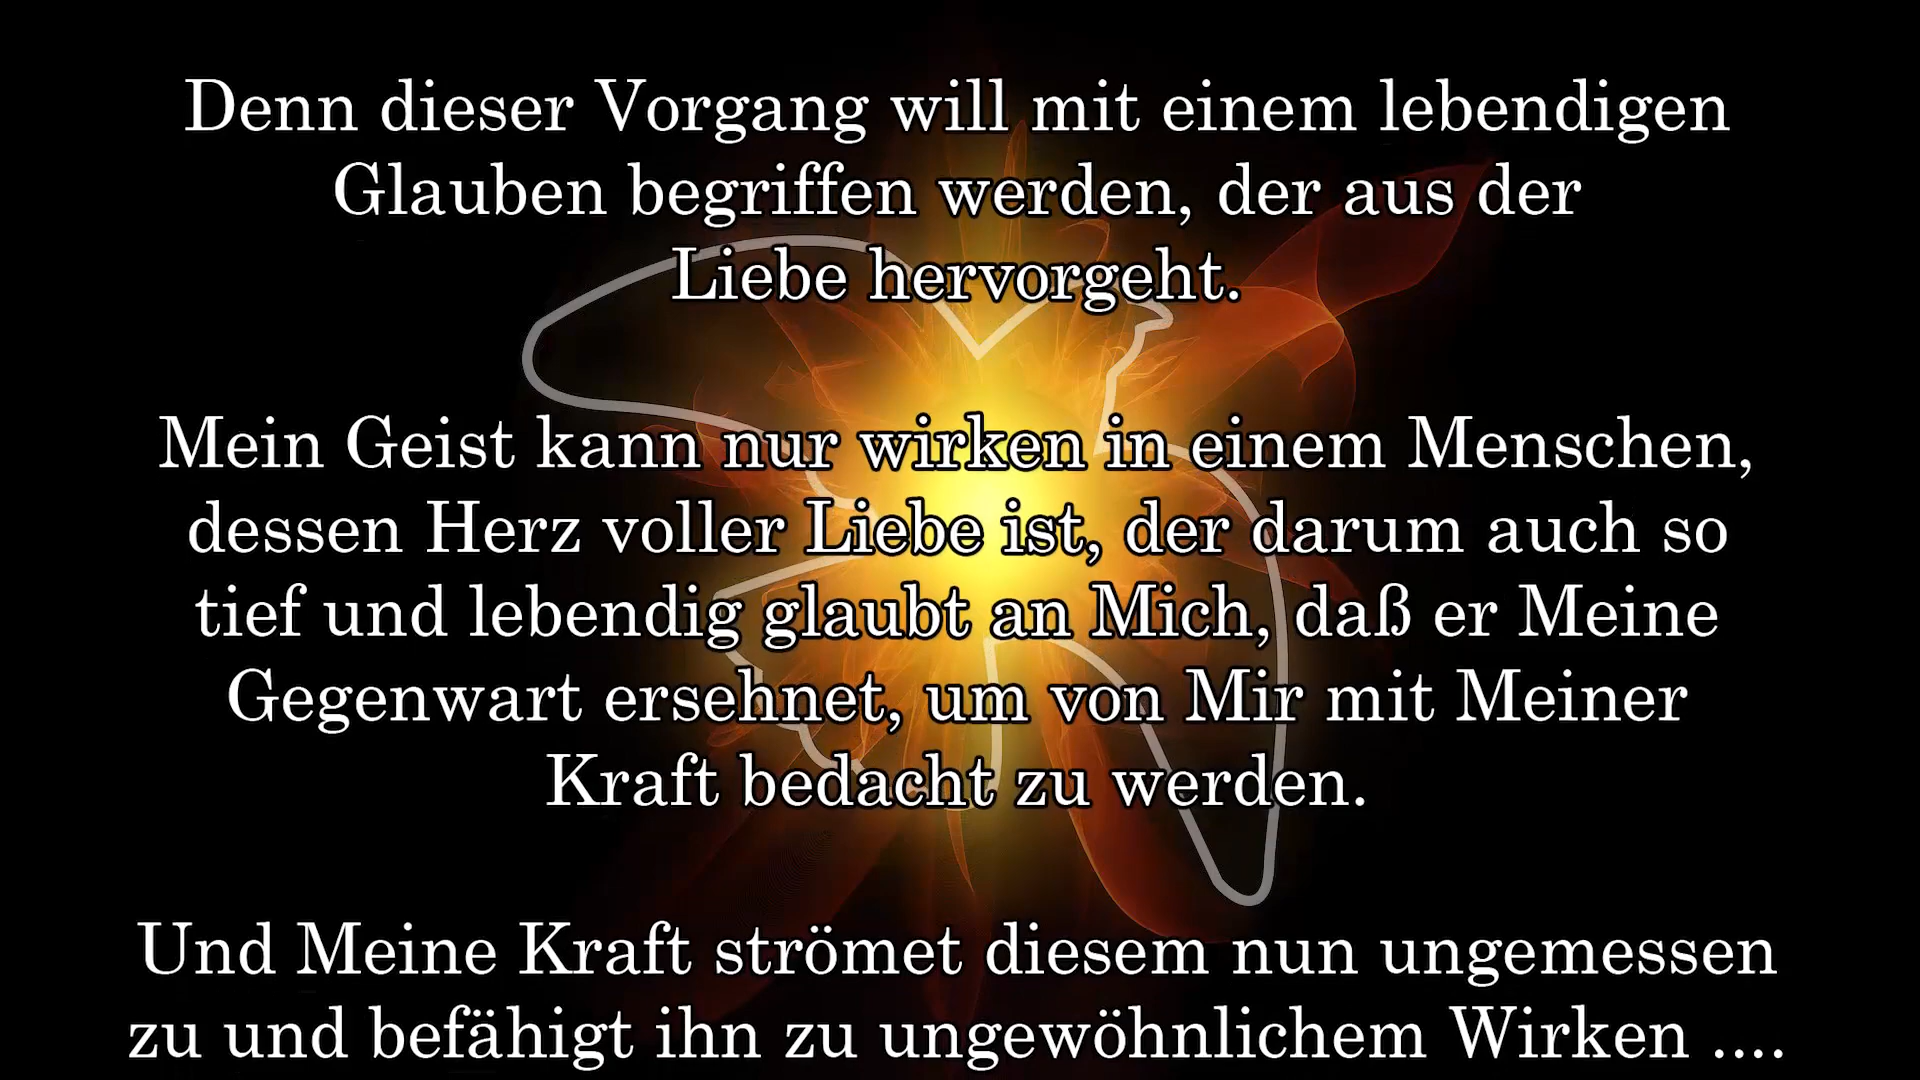 Denn dieser Vorgang will mit einem lebendigen
Glauben begriffen werden, der aus der
Liebe hervorgeht.
Mein Geist kann nur wirken in einem Menschen,
dessen Herz voller Liebe ist, der darum auch so
tief und lebendig glaubt an Mich, daß er Meine
Gegenwart ersehnet, um von Mir mit Meiner
Kraft bedacht zu werden.
Und Meine Kraft strömet diesem nun ungemessen
zu und befähigt ihn zu ungewöhnlichem Wirken ....